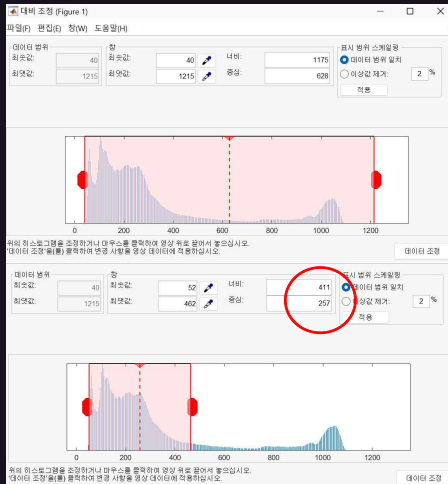 대비 조정 (Figure 1)
파일(F) 편집(E) 창(W) 도움말(H)
데이터 범위 창 표시 범위 스케일링
최솟값: 40 최솟값: 40 너비: 1175 데이터 범위 일치
최댓값: 1215 최댓값: 1215 중심: 628 이상값 제거: 2 %
적용
0 200 400 600 800 1000 1200
위의 히스토그램을 조정하거나 마우스를 클릭하여 영상 위로 끌어서 놓으십시오.
'데이터 조정'을(를) 클릭하여 변경 사항을 영상 데이터에 적용하십시오. 데이터 조정
데이터 범위 창 표시 범위 스케일링
최솟값: 40 최솟값: 52 너비: 411 데이터 범위 일치
최댓값: 1215 최댓값: 462 중심: 257 이상값 제거: 2 %
적용
0 200 400 600 800 1000 1200
위의 히스토그램을 조정하거나 마우스를 클릭하여 영상 위로 끌어서 놓으십시오.
'데이터 조정'을(를) 클릭하여 변경 사항을 영상 데이터에 적용하십시오. 데이터 조정